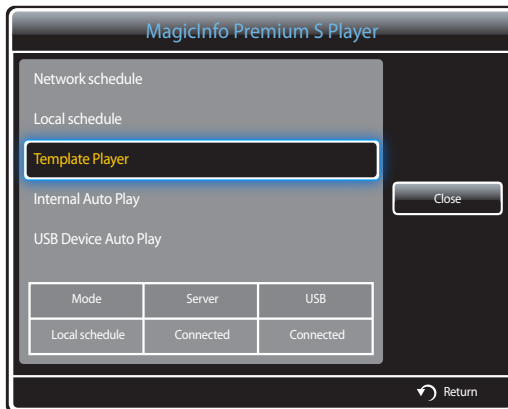 MagicInfo Premium S Player
Network schedule
Local schedule
Template Player
Internal Auto Play
USB Device Auto Play
Close
Mode Server USB
Local schedule Connected Connected
Return